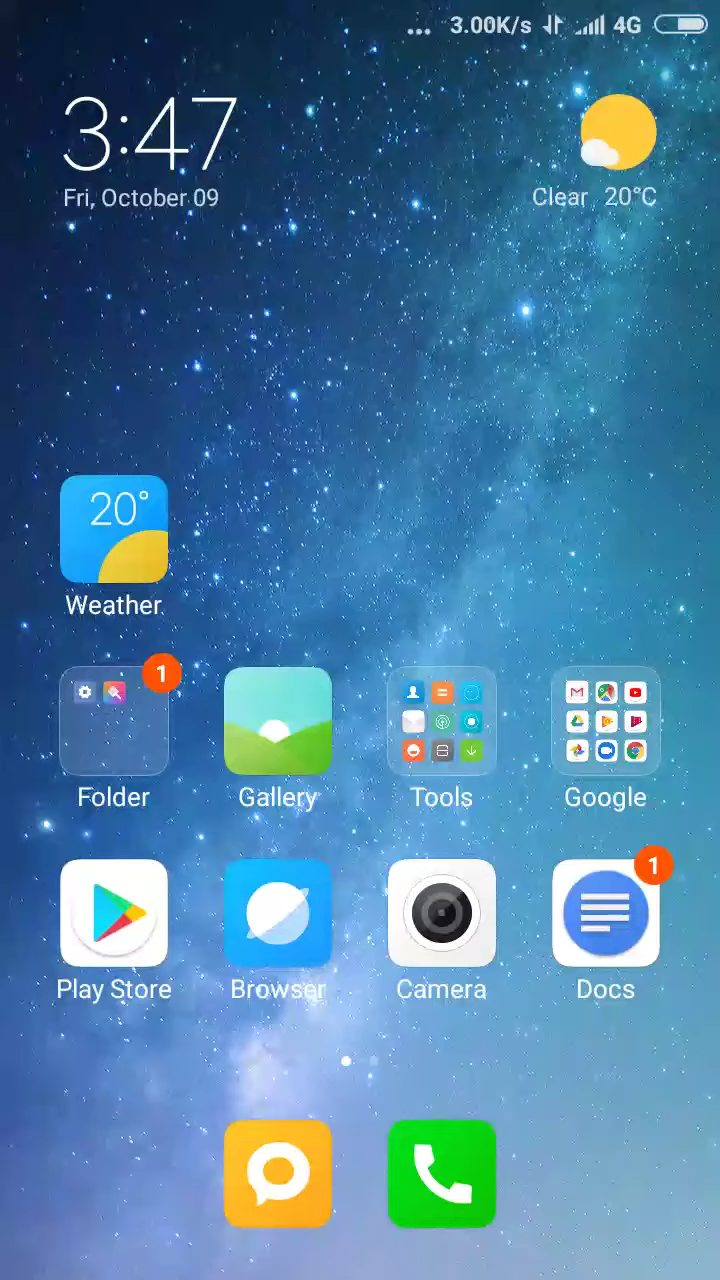 ... 3.00K/s 4G
3:47
Fri, October 09
Clear 20°C
20°
Weather
1
Folder Gallery Tools Google
1
Play Store Browser Camera Docs